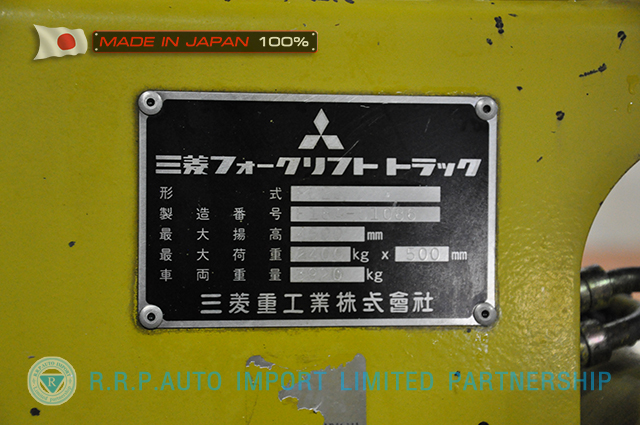 MADE IN JAPAN 100%
三菱フォークリフト トラック
形式
製造番号
最大揚高 mm
最大荷重 kg x 500 mm
車両重量 kg
三菱重工業株式會社
R.R.P.AUTO IMPORT LIMITED PARTNERSHIP